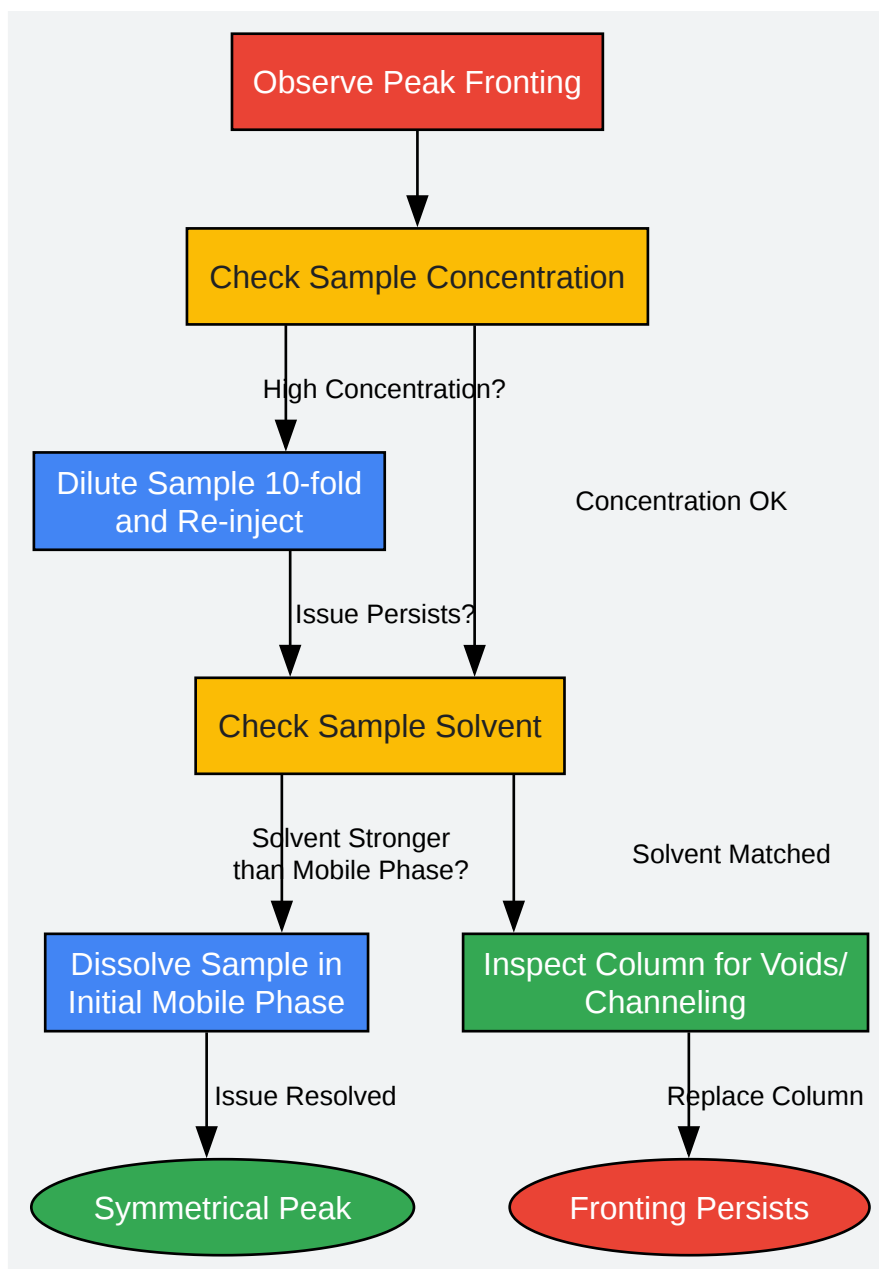 Observe Peak Fronting
Check Sample Concentration
High Concentration?
Dilute Sample 10-fold
and Re-inject
Concentration OK
Issue Persists?
Check Sample Solvent
Solvent Stronger
than Mobile Phase?
Solvent Matched
Dissolve Sample in
Initial Mobile Phase
Inspect Column for Voids/
Channeling
Issue Resolved
Replace Column
Symmetrical Peak
Fronting Persists